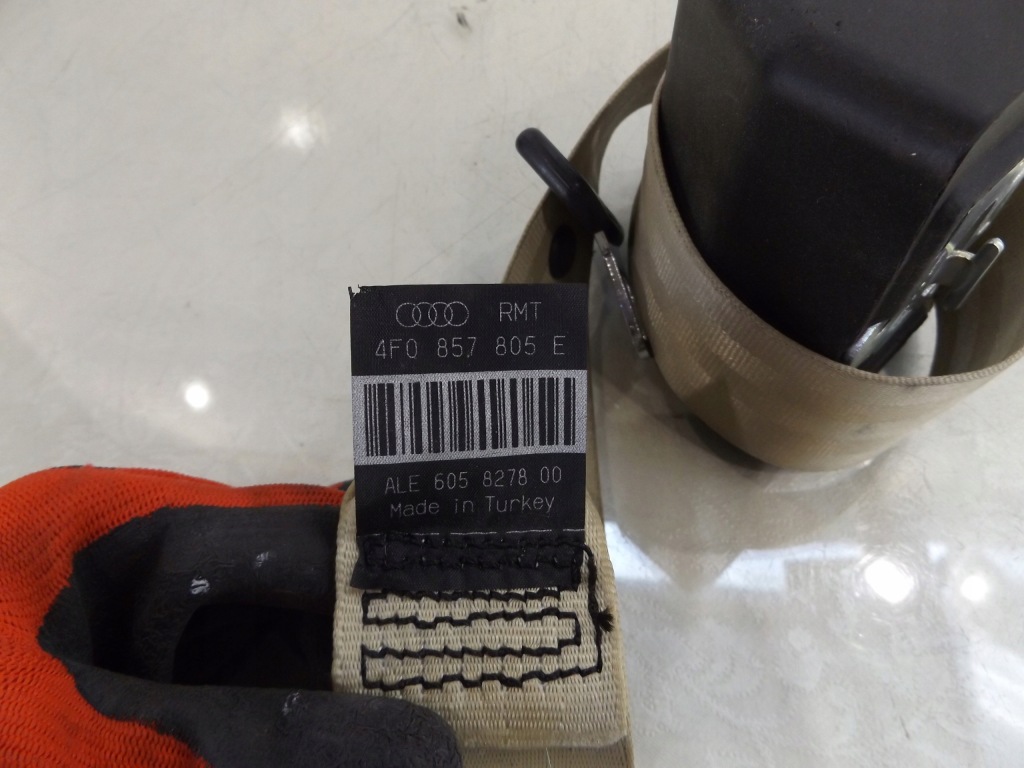 RMT
4F0 857 805 E
ALE 605 8278 00
Made in Turkey